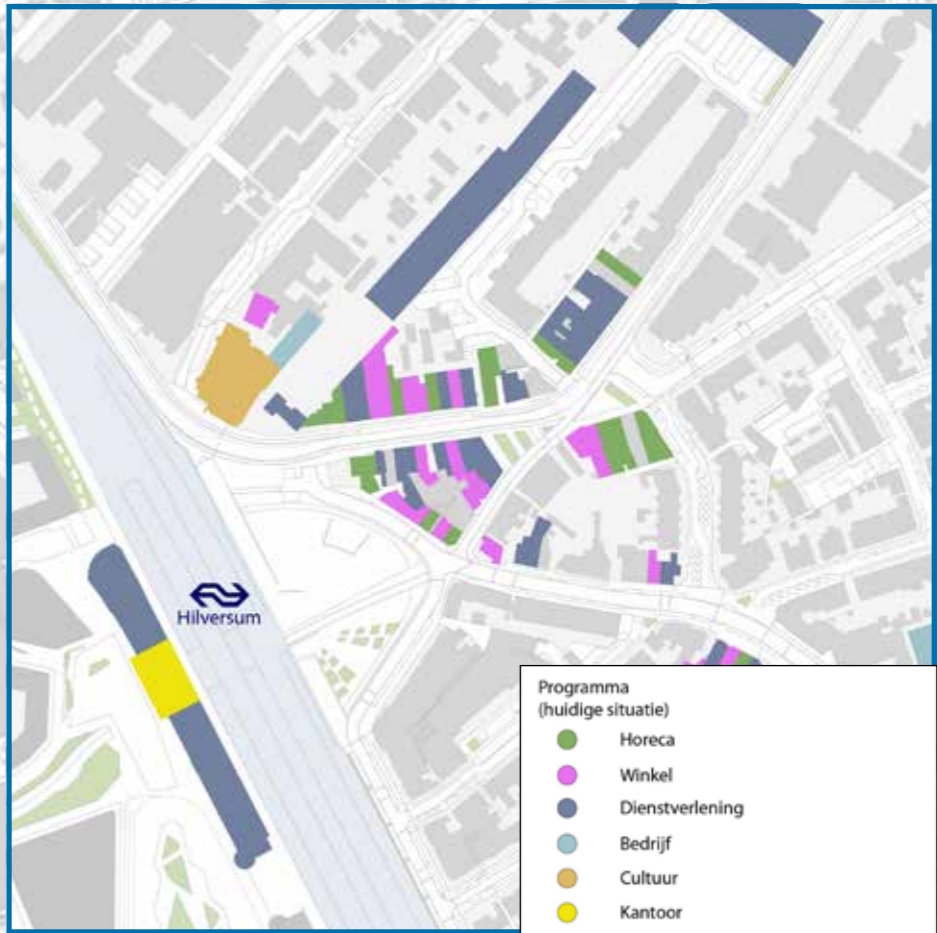 Hilversum
Programma
(huidige situatie)
Horeca
Winkel
Dienstverlening
Bedrijf
Cultuur
Kantoor